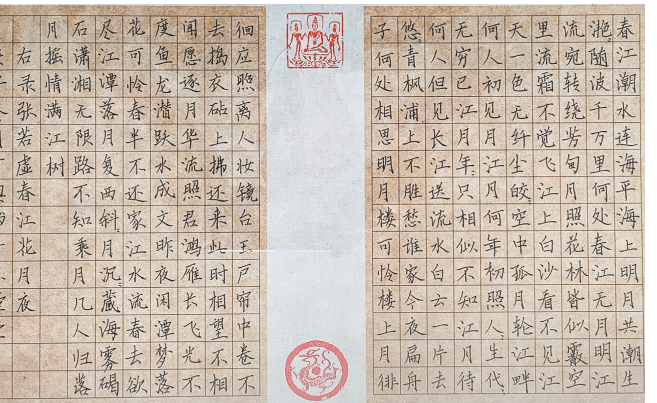 春江潮水连海平海上明月共潮生
滟随波千万里何处春江无月明江
流宛转绕芳甸月照花林皆似霰空
里流霜不觉飞汀上白沙看不见江
天一色无纤尘皎〻空中孤月轮江畔
何人初见月江月何年初照人生代〻
无穷已江月年〻只相似不知江月待
何人但见长江送流水白云一片去
悠青枫浦上不胜愁谁家今夜扁舟
子何处相思明月楼可怜楼上月徘
徊应照离人妆镜台玉户帘中卷不
去捣衣砧上拂还来此时相望不相
闻愿逐月华流照君鸿雁长飞光不
度鱼龙潜跃水成文昨夜闲潭梦落
花可怜春半不还家江水流春去欲
尽江潭落月复西斜〻月沉〻藏海雾碣
石潇湘无限路不知乘月几人归落
月摇情满江树
右录张若虚春江花月夜